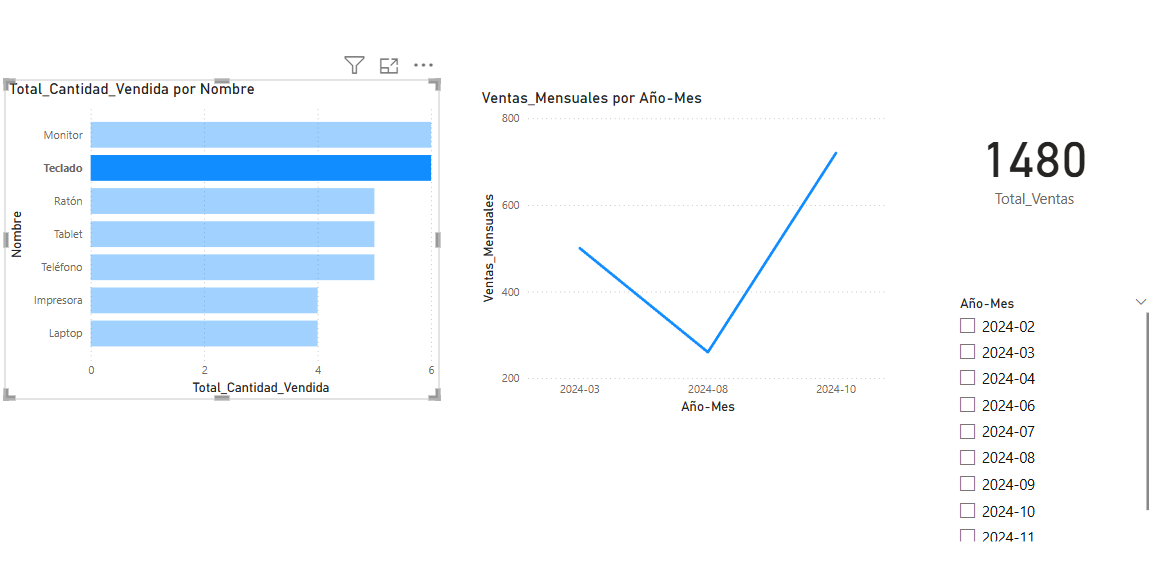 Total_Cantidad_Vendida por Nombre
Nombre
Monitor
Teclado
Ratón
Tablet
Teléfono
Impresora
Laptop
0 2 4 6
Total_Cantidad_Vendida
Ventas_Mensuales por Año-Mes
Ventas_Mensuales
800
600
400
200
2024-03 2024-08 2024-10
Año-Mes
1480
Total_Ventas
Año-Mes
2024-02
2024-03
2024-04
2024-06
2024-07
2024-08
2024-09
2024-10
2024-11